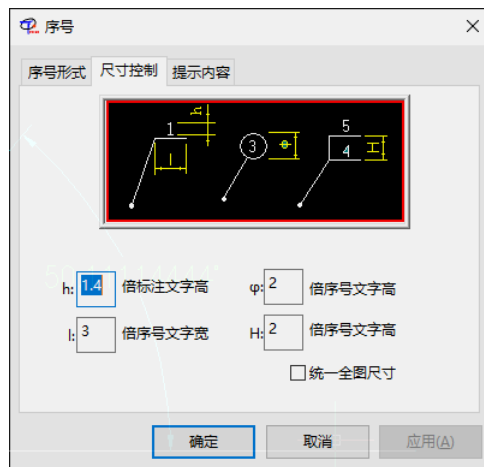 序号
序号形式 尺寸控制 提示内容
1 h l
3 φ
5
4 H
h: 1.4 倍标注文字高 φ: 2 倍序号文字高
l: 3 倍序号文字宽 H: 2 倍序号文字高
统一全图尺寸
确定 取消 应用(A)